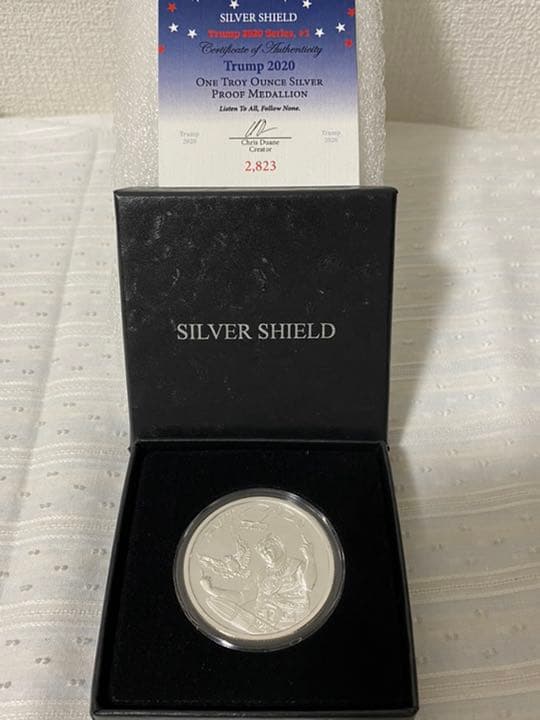 SILVER SHIELD
Trump 2020 Series, #1
Certificate of Authenticity
Trump 2020
ONE TROY OUNCE SILVER
PROOF MEDALLION
Listen To All, Follow None.
Trump
2020
Chris Duane
Creator
Trump
2020
2,823
SILVER SHIELD